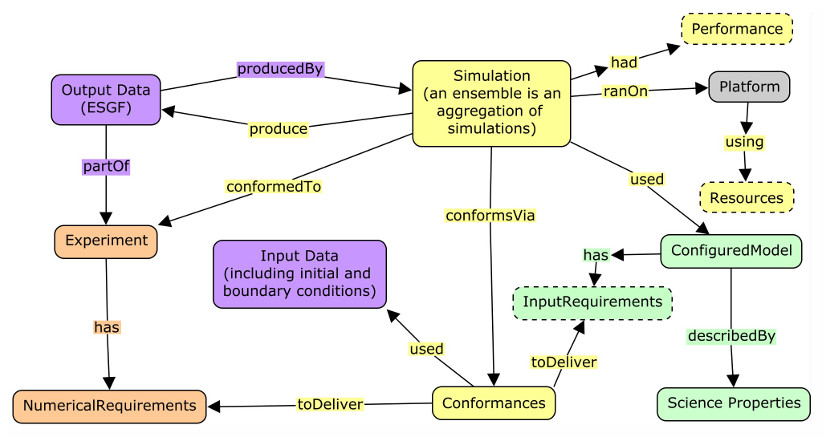 Performance
had
Simulation
(an ensemble is an
aggregation of
simulations)
producedBy
Output Data
(ESGF)
ranOn
Platform
produce
using
partOf
conformedTo
used
Resources
conformsVia
Experiment
Input Data
(including initial and
boundary conditions)
has
ConfiguredModel
InputRequirements
has
describedBy
used
toDeliver
NumericalRequirements
toDeliver
Conformances
Science Properties